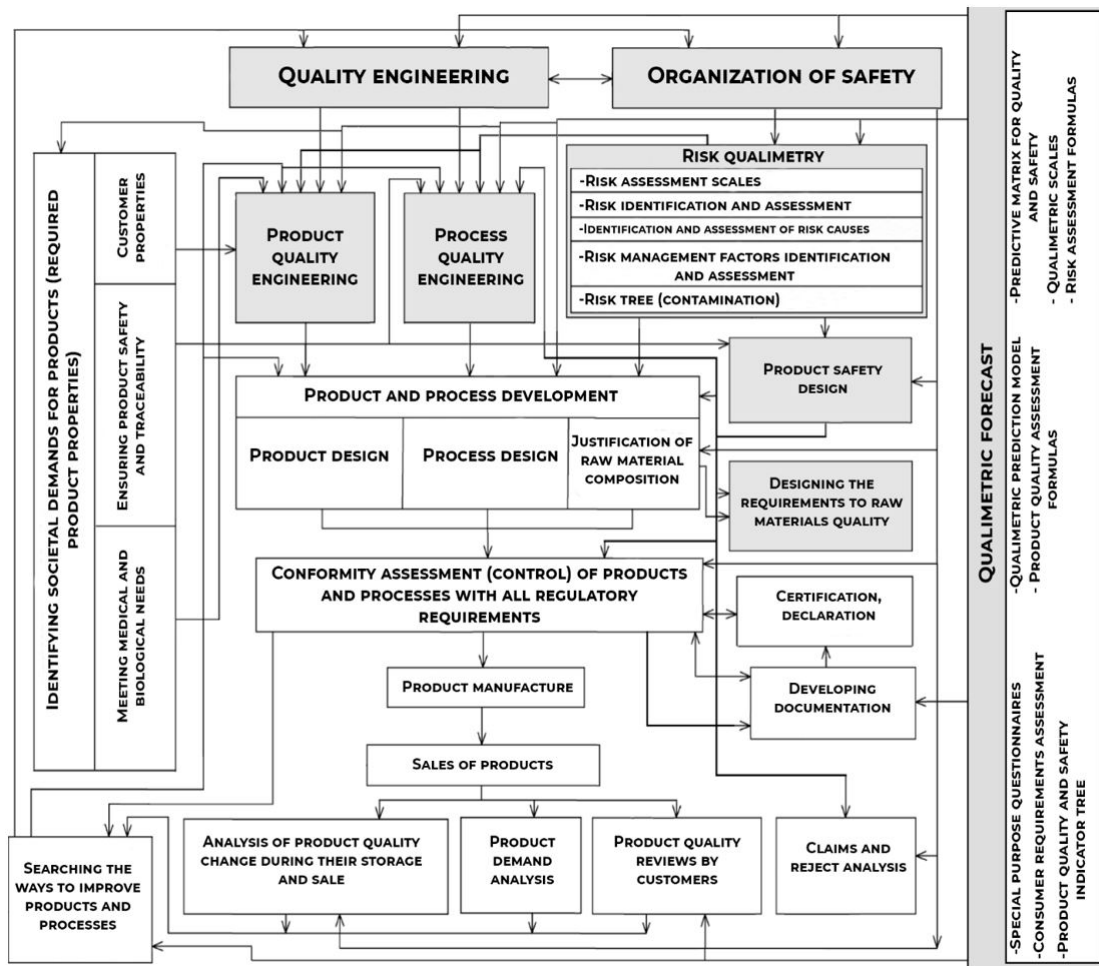 QUALITY ENGINEERING
ORGANIZATION OF SAFETY
IDENTIFYING SOCIETAL DEMANDS FOR PRODUCTS (REQUIRED
PRODUCT PROPERTIES)
CUSTOMER
PROPERTIES
ENSURING PRODUCT SAFETY
AND TRACEABILITY
MEETING MEDICAL AND
BIOLOGICAL NEEDS
PRODUCT
QUALITY
ENGINEERING
PROCESS
QUALITY
ENGINEERING
RISK QUALIMETRY
-RISK ASSESSMENT SCALES
-RISK IDENTIFICATION AND ASSESSMENT
-IDENTIFICATION AND ASSESSMENT OF RISK CAUSES
-RISK MANAGEMENT FACTORS IDENTIFICATION
AND ASSESSMENT
-RISK TREE (CONTAMINATION)
PRODUCT SAFETY
DESIGN
PRODUCT AND PROCESS DEVELOPMENT
PRODUCT DESIGN
PROCESS DESIGN
JUSTIFICATION OF
RAW MATERIAL
COMPOSITION
DESIGNING THE
REQUIREMENTS TO RAW
MATERIALS QUALITY
CONFORMITY ASSESSMENT (CONTROL) OF PRODUCTS
AND PROCESSES WITH ALL REGULATORY
REQUIREMENTS
CERTIFICATION,
DECLARATION
PRODUCT MANUFACTURE
DEVELOPING
DOCUMENTATION
SALES OF PRODUCTS
SEARCHING THE
WAYS TO IMPROVE
PRODUCTS AND
PROCESSES
ANALYSIS OF PRODUCT QUALITY
CHANGE DURING THEIR STORAGE
AND SALE
PRODUCT
DEMAND
ANALYSIS
PRODUCT QUALITY
REVIEWS BY
CUSTOMERS
CLAIMS AND
REJECT ANALYSIS
QUALIMETRIC FORECAST
-PREDICTIVE MATRIX FOR QUALITY
AND SAFETY
- QUALIMETRIC SCALES
- RISK ASSESSMENT FORMULAS
-QUALIMETRIC PREDICTION MODEL
- PRODUCT QUALITY ASSESSMENT
FORMULAS
-SPECIAL PURPOSE QUESTIONNAIRES
-CONSUMER REQUIREMENTS ASSESSMENT
-PRODUCT QUALITY AND SAFETY
INDICATOR TREE